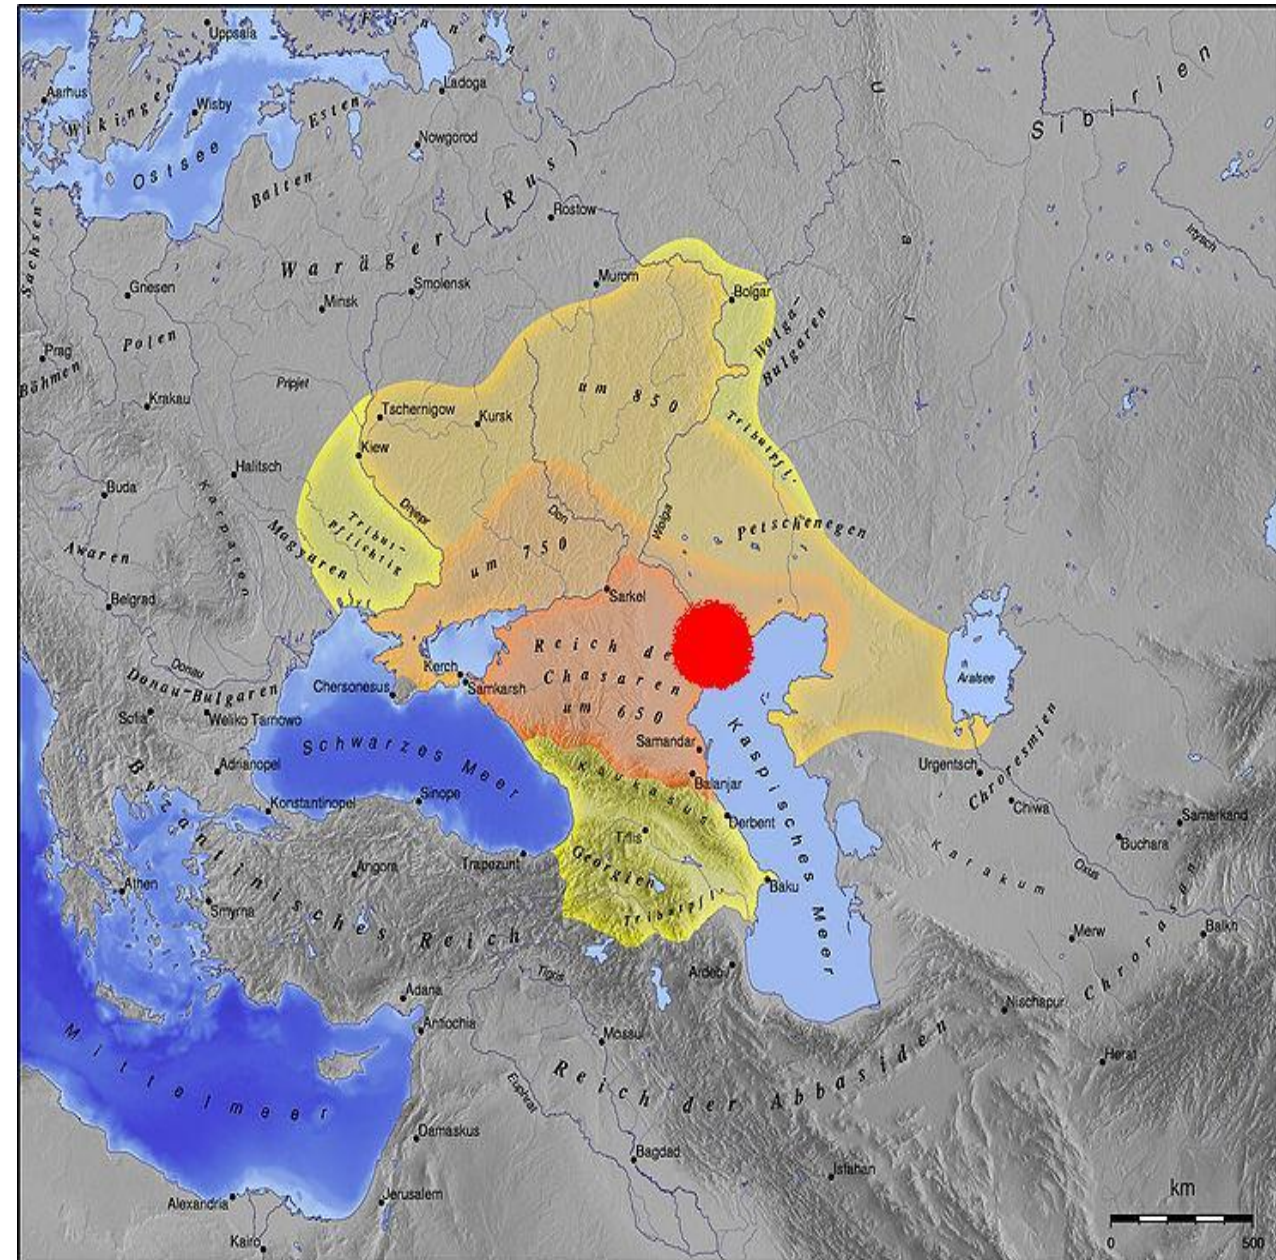 Uppsala
Finnen
Ladoga
Aarhus
Wikinger
Wisby
Esten
Nowgorod
Ostsee
Balten
Sachsen
Waräger (Rus)
Rostow
Ural
Sibirien
Irtysch
Gnesen
Minsk
Smolensk
Murom
Bolgar
Wolga-
Bulgaren
Polen
Prag
Böhmen
Krakau
Pripjet
Tschernigow
Kursk
um 850
Tributpfl.
Kiew
Halitsch
Buda
Karpaten
Dnjepr
Don
Wolga
Petschenegen
Tribut-
pflichtig
Magyaren
um 750
Awaren
Belgrad
Sarkel
Donau
Donau-Bulgaren
Chersonesus
Kerch
Samkarsh
Reich de
Chasaren
um 650
Aralsee
Sofia
Weliko Tarnowo
Schwarzes Meer
Samandar
Kaspisches Meer
Adrianopel
Konstantinopel
Sinope
Kaukasus
Balanjar
Derbent
Urgentsch
Choresmien
Chiwa
Samarkand
Buchara
Tiflis
Georgien
Trapezunt
Tributpfl.
Baku
Karakum
Oxus
Byzantinisches Reich
Angora
Athen
Smyrna
Merw
Balkh
Chrorasan
Ardebil
Tigris
Adana
Antiochia
Mossul
Nischapur
Herat
Mittelmeer
Reich der Abbasiden
Euphrat
Damaskus
Bagdad
Isfahan
Alexandria
Jerusalem
Kairo
km
0 500